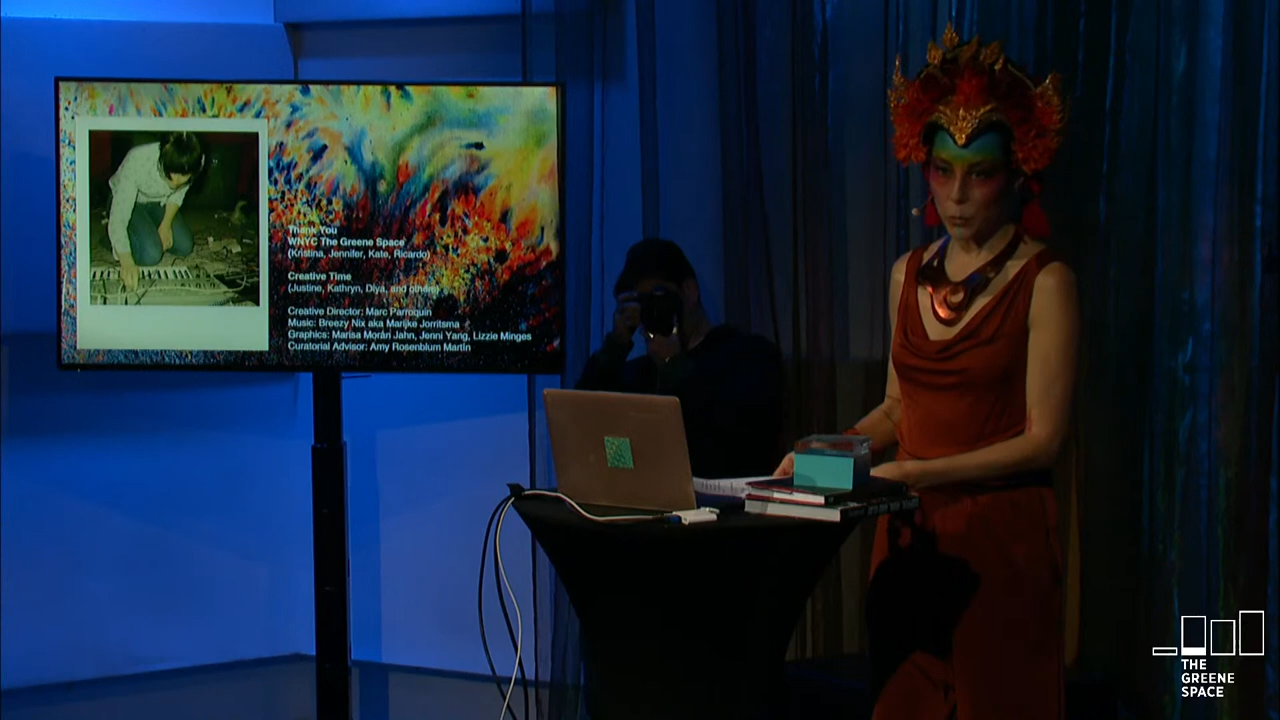 Thank You
WNYC The Greene Space
(Kristina, Jennifer, Kate, Ricardo)
Creative Time
(Justine, Kathryn, Diya, and others)
Creative Director: Marc Parroquin
Music: Breezy Nix aka Marijke Jorritsma
Graphics: Marisa Morán Jahn, Jenni Yang, Lizzie Minges
Curatorial Advisor: Amy Rosenblum Martin
THE
GREENE
SPACE